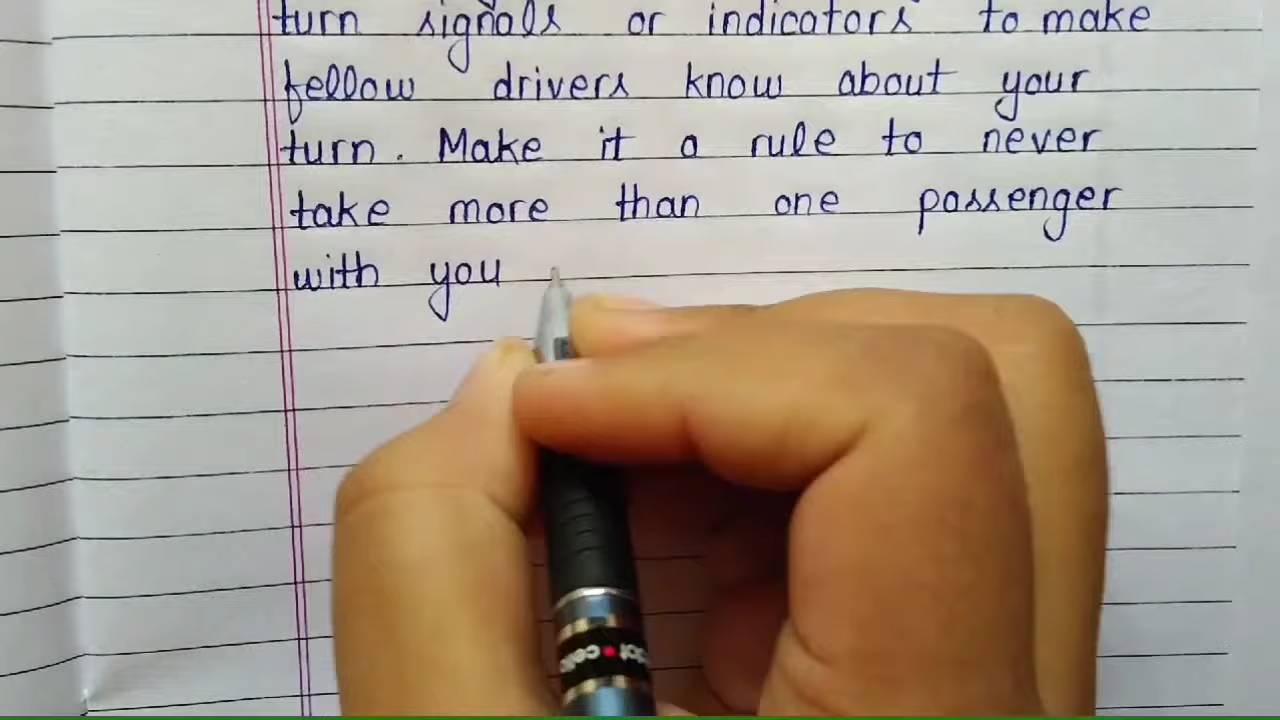 turn signals or indicators to make
fellow drivers know about your
turn. Make it a rule to never
take more than one passenger
with you